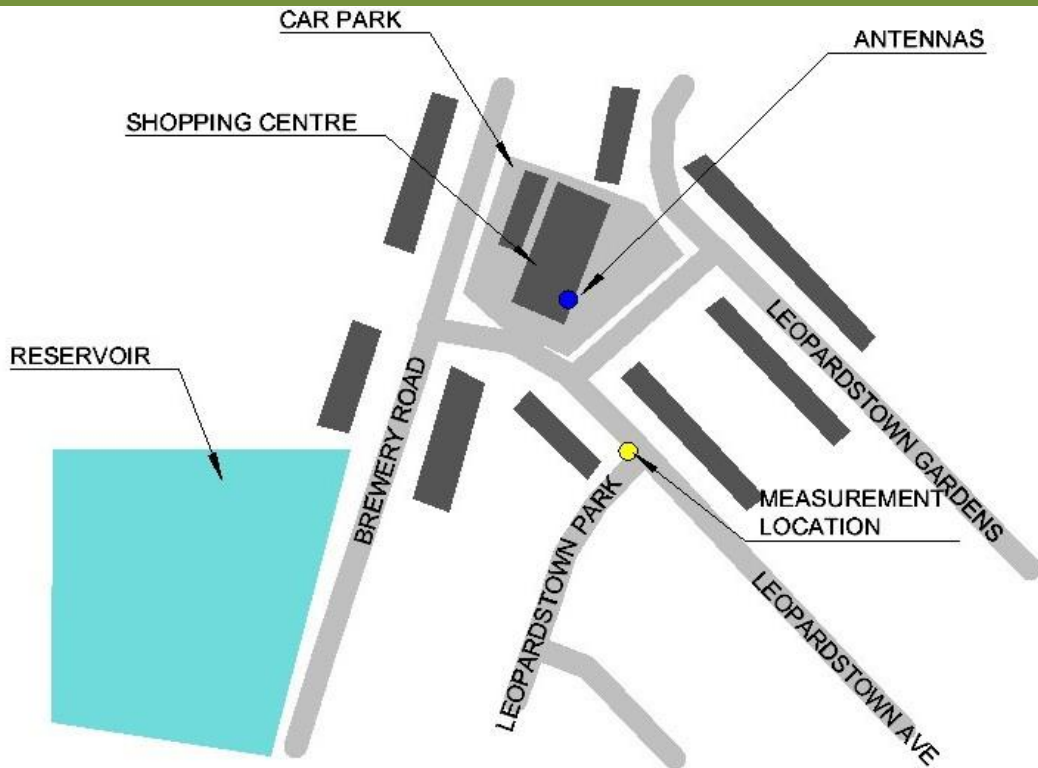 CAR PARK
ANTENNAS
SHOPPING CENTRE
RESERVOIR
BREWERY ROAD
LEOPARDSTOWN GARDENS
MEASUREMENT
LOCATION
LEOPARDSTOWN PARK
LEOPARDSTOWN AVE